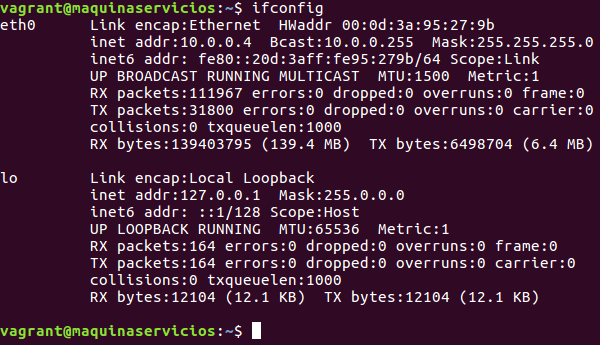 vagrant@maquinaservicios:~$ ifconfig
eth0 Link encap:Ethernet HWaddr 00:0d:3a:95:27:9b
inet addr:10.0.0.4 Bcast:10.0.0.255 Mask:255.255.255.0
inet6 addr: fe80::20d:3aff:fe95:279b/64 Scope:Link
UP BROADCAST RUNNING MULTICAST MTU:1500 Metric:1
RX packets:111967 errors:0 dropped:0 overruns:0 frame:0
TX packets:31800 errors:0 dropped:0 overruns:0 carrier:0
collisions:0 txqueuelen:1000
RX bytes:139403795 (139.4 MB) TX bytes:6498704 (6.4 MB)
lo Link encap:Local Loopback
inet addr:127.0.0.1 Mask:255.0.0.0
inet6 addr: ::1/128 Scope:Host
UP LOOPBACK RUNNING MTU:65536 Metric:1
RX packets:164 errors:0 dropped:0 overruns:0 frame:0
TX packets:164 errors:0 dropped:0 overruns:0 carrier:0
collisions:0 txqueuelen:1000
RX bytes:12104 (12.1 KB) TX bytes:12104 (12.1 KB)
vagrant@maquinaservicios:~$